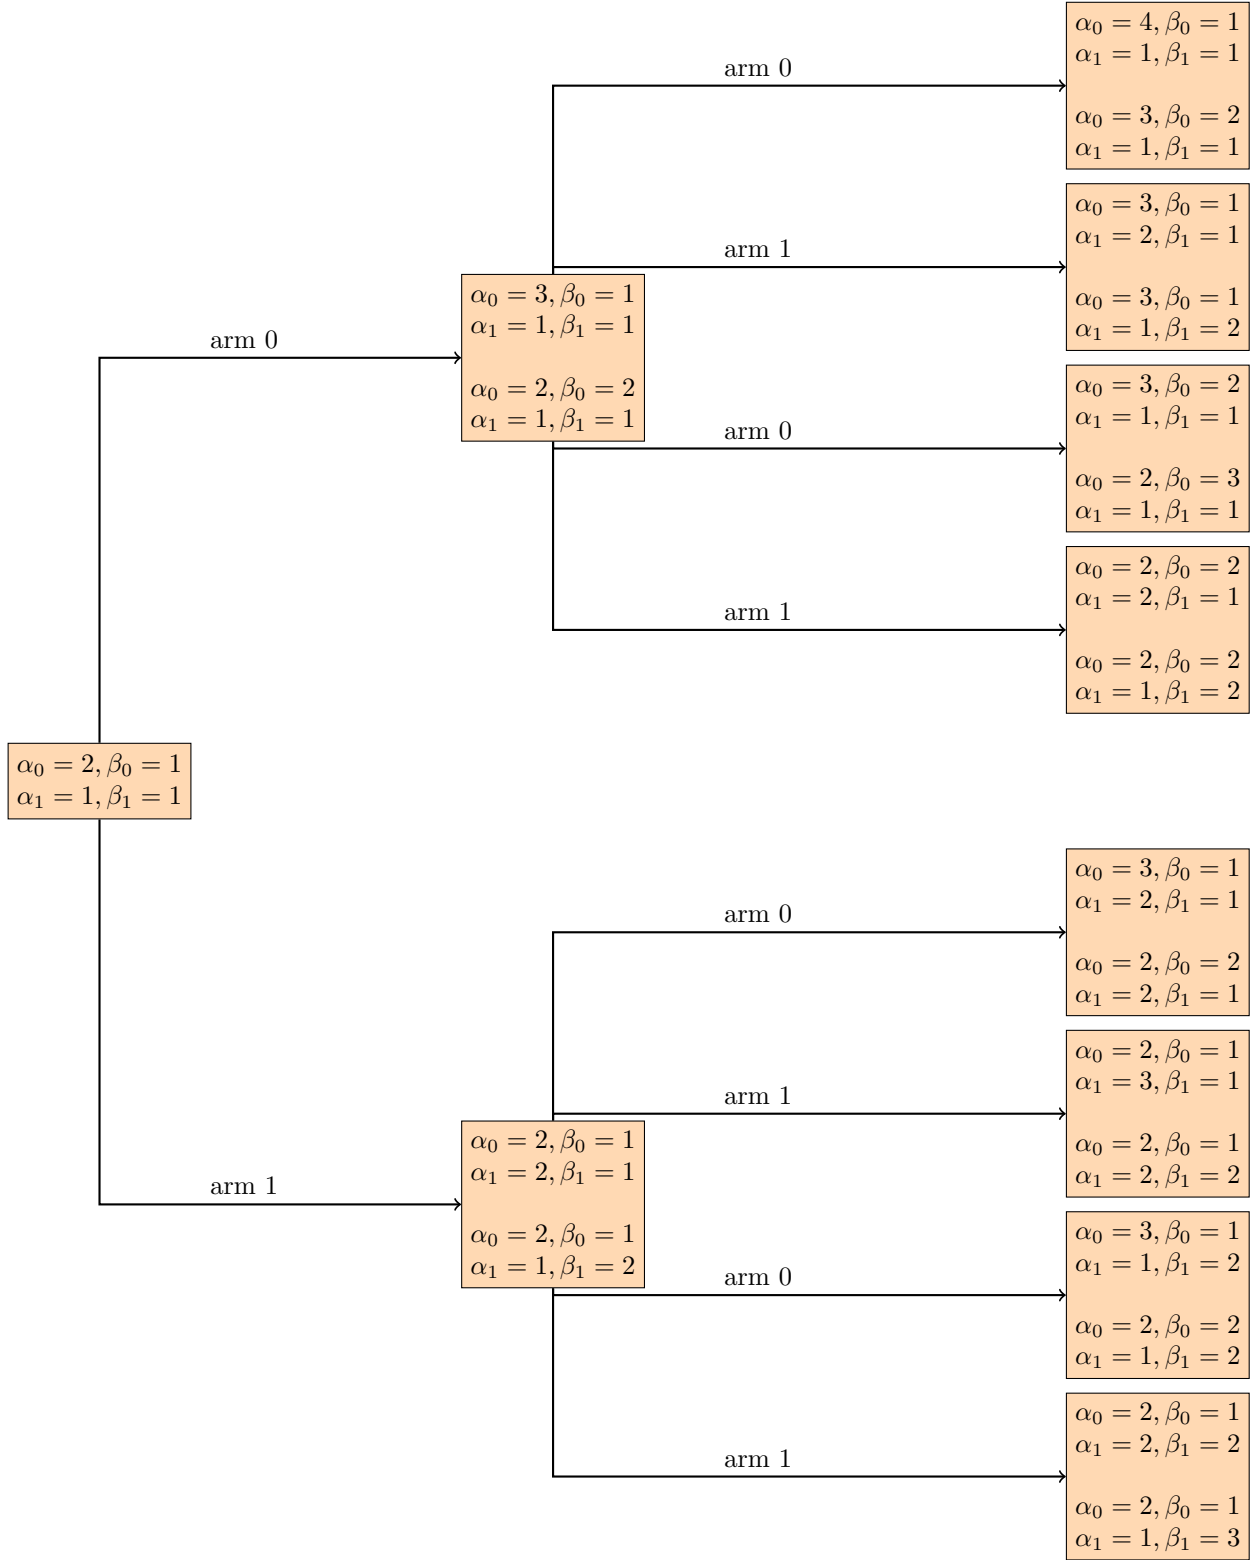 α₀ = 4, β₀ = 1
α₁ = 1, β₁ = 1
α₀ = 3, β₀ = 2
α₁ = 1, β₁ = 1
arm 0
α₀ = 3, β₀ = 1
α₁ = 2, β₁ = 1
α₀ = 3, β₀ = 1
α₁ = 1, β₁ = 2
arm 1
α₀ = 3, β₀ = 1
α₁ = 1, β₁ = 1
α₀ = 2, β₀ = 2
α₁ = 1, β₁ = 1
arm 0
α₀ = 3, β₀ = 2
α₁ = 1, β₁ = 1
α₀ = 2, β₀ = 3
α₁ = 1, β₁ = 1
arm 0
α₀ = 2, β₀ = 2
α₁ = 2, β₁ = 1
α₀ = 2, β₀ = 2
α₁ = 1, β₁ = 2
arm 1
α₀ = 2, β₀ = 1
α₁ = 1, β₁ = 1
α₀ = 3, β₀ = 1
α₁ = 2, β₁ = 1
α₀ = 2, β₀ = 2
α₁ = 2, β₁ = 1
arm 0
α₀ = 2, β₀ = 1
α₁ = 3, β₁ = 1
α₀ = 2, β₀ = 1
α₁ = 2, β₁ = 2
arm 1
α₀ = 2, β₀ = 1
α₁ = 2, β₁ = 1
α₀ = 2, β₀ = 1
α₁ = 1, β₁ = 2
arm 1
α₀ = 3, β₀ = 1
α₁ = 1, β₁ = 2
α₀ = 2, β₀ = 2
α₁ = 1, β₁ = 2
arm 0
α₀ = 2, β₀ = 1
α₁ = 2, β₁ = 2
α₀ = 2, β₀ = 1
α₁ = 1, β₁ = 3
arm 1